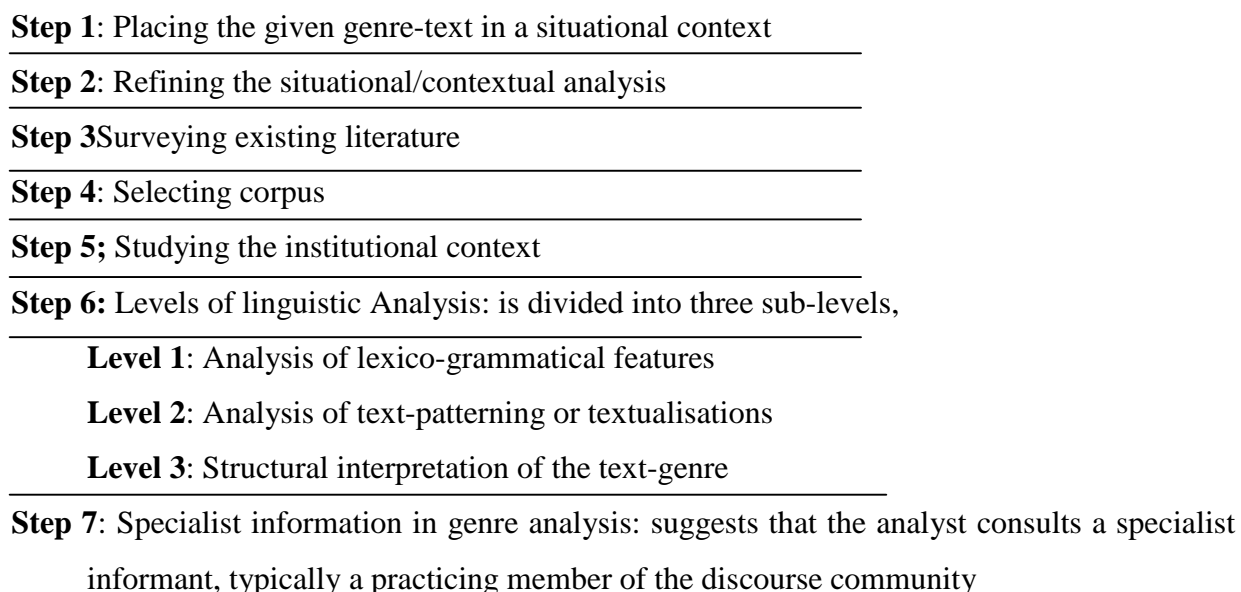 Step 1: Placing the given genre-text in a situational context
Step 2: Refining the situational/contextual analysis
Step 3Surveying existing literature
Step 4: Selecting corpus
Step 5; Studying the institutional context
Step 6: Levels of linguistic Analysis: is divided into three sub-levels,
Level 1: Analysis of lexico-grammatical features
Level 2: Analysis of text-patterning or textualisations
Level 3: Structural interpretation of the text-genre
Step 7: Specialist information in genre analysis: suggests that the analyst consults a specialist
informant, typically a practicing member of the discourse community